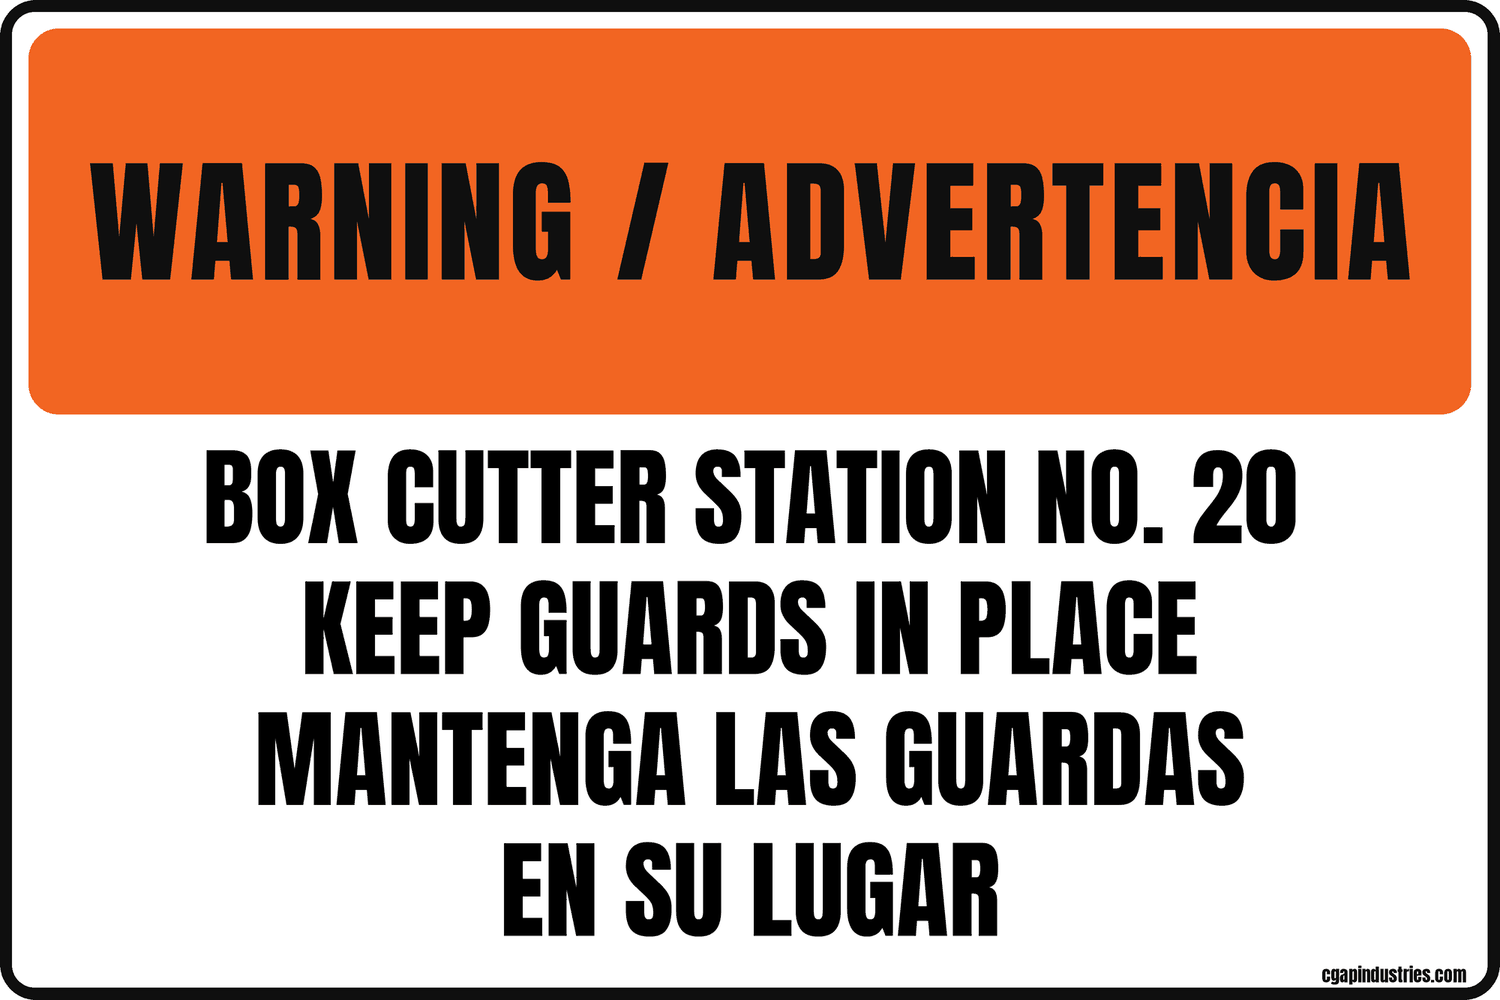 WARNING / ADVERTENCIA
BOX CUTTER STATION NO. 20
KEEP GUARDS IN PLACE
MANTENGA LAS GUARDAS
EN SU LUGAR
cgapindustries.com